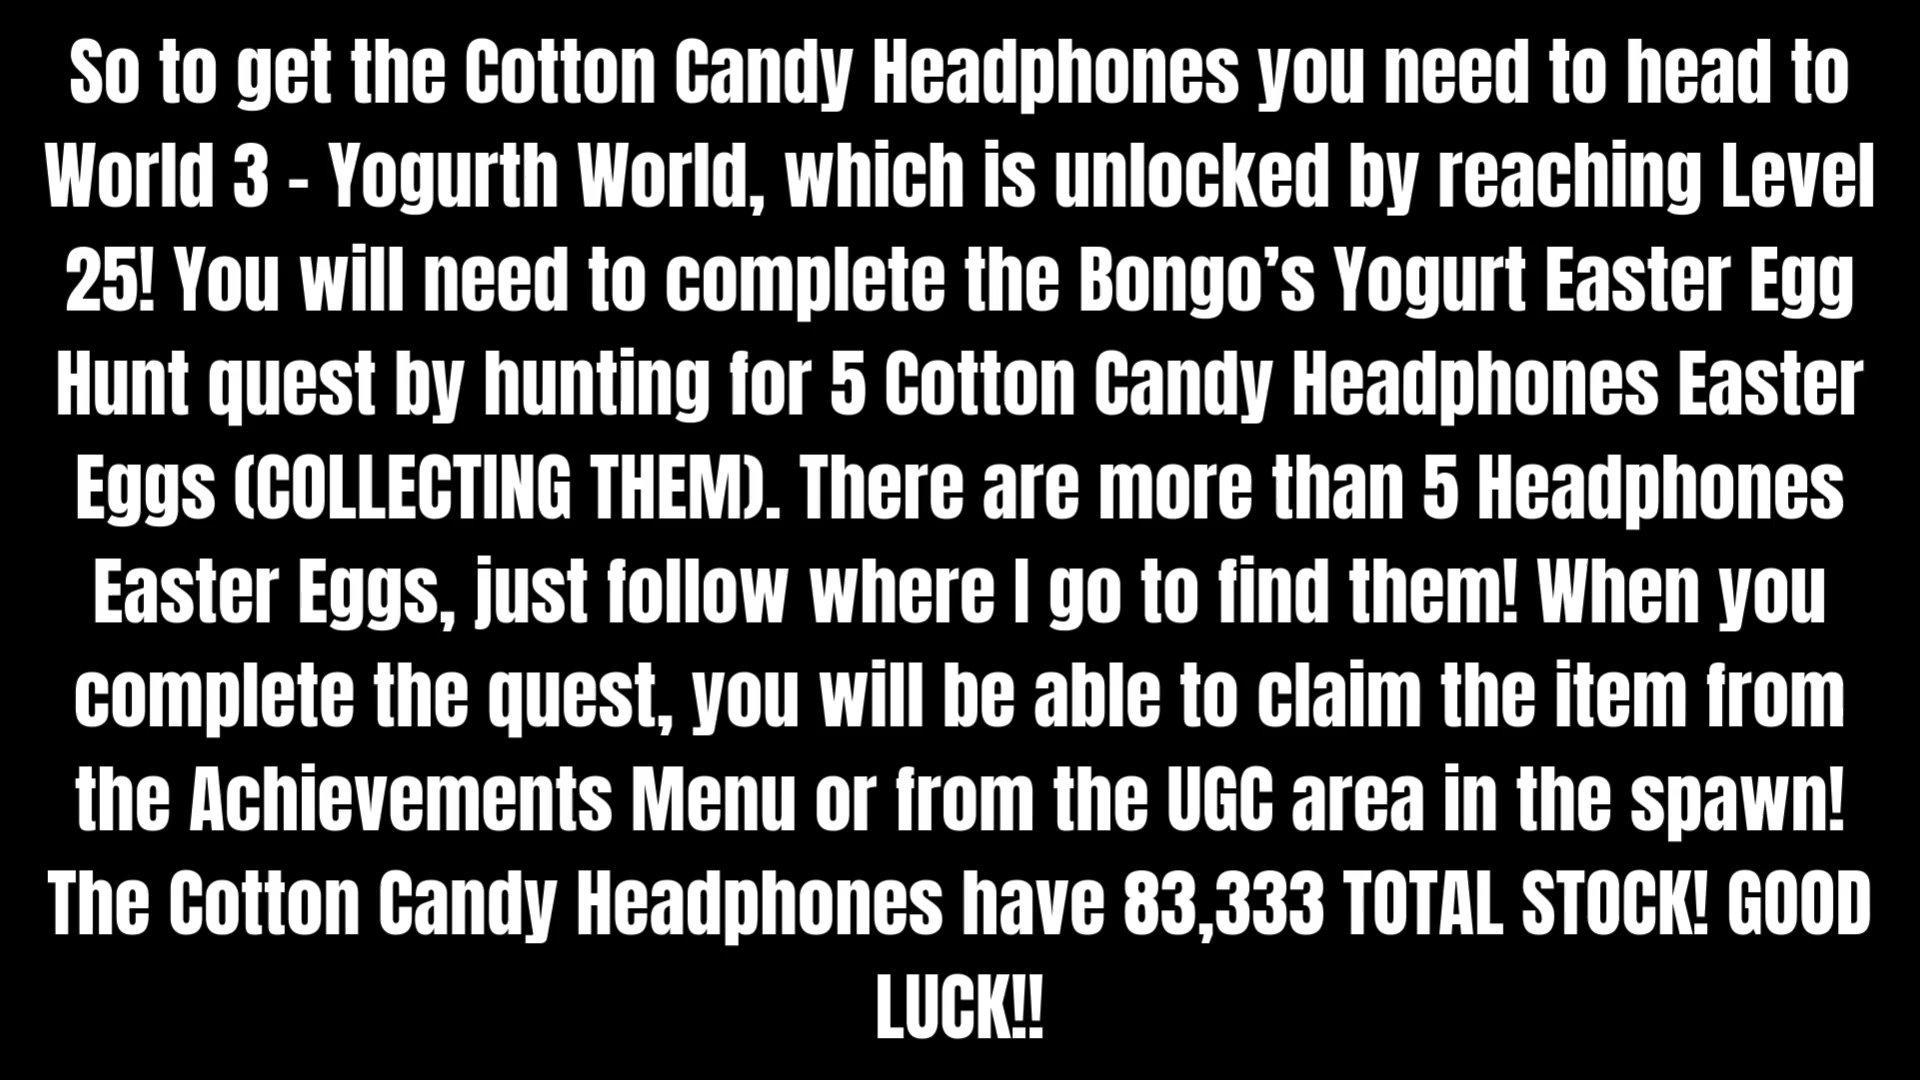 So to get the Cotton Candy Headphones you need to head to
World 3 - Yogurth World, which is unlocked by reaching Level
25! You will need to complete the Bongo’s Yogurt Easter Egg
Hunt quest by hunting for 5 Cotton Candy Headphones Easter
Eggs (COLLECTING THEM). There are more than 5 Headphones
Easter Eggs, just follow where I go to find them! When you
complete the quest, you will be able to claim the item from
the Achievements Menu or from the UGC area in the spawn!
The Cotton Candy Headphones have 83,333 TOTAL STOCK! GOOD
LUCK!!